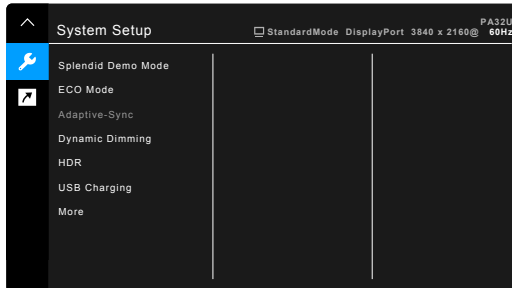 PA32U
System Setup
StandardMode DisplayPort 3840 x 2160@ 60Hz
Splendid Demo Mode
ECO Mode
Adaptive-Sync
Dynamic Dimming
HDR
USB Charging
More